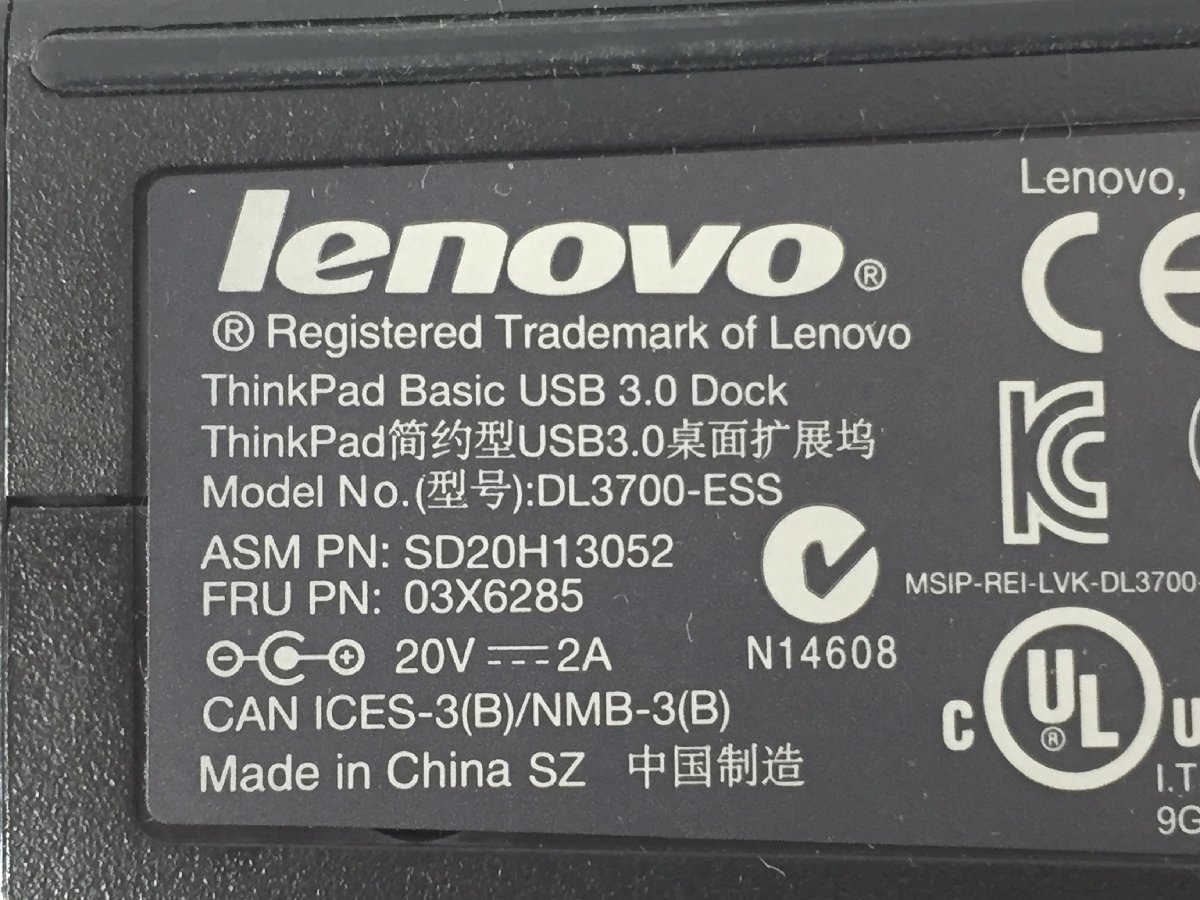 lenovo®
® Registered Trademark of Lenovo
ThinkPad Basic USB 3.0 Dock
ThinkPad简约型USB3.0桌面扩展坞
Model No.(型号):DL3700-ESS
ASM PN: SD20H13052
FRU PN: 03X6285
20V 2A
CAN ICES-3(B)/NMB-3(B)
Made in China SZ 中国制造
N14608
Lenovo,
CE
MSIP-REI-LVK-DL3700
C UL® U
I.T
9G